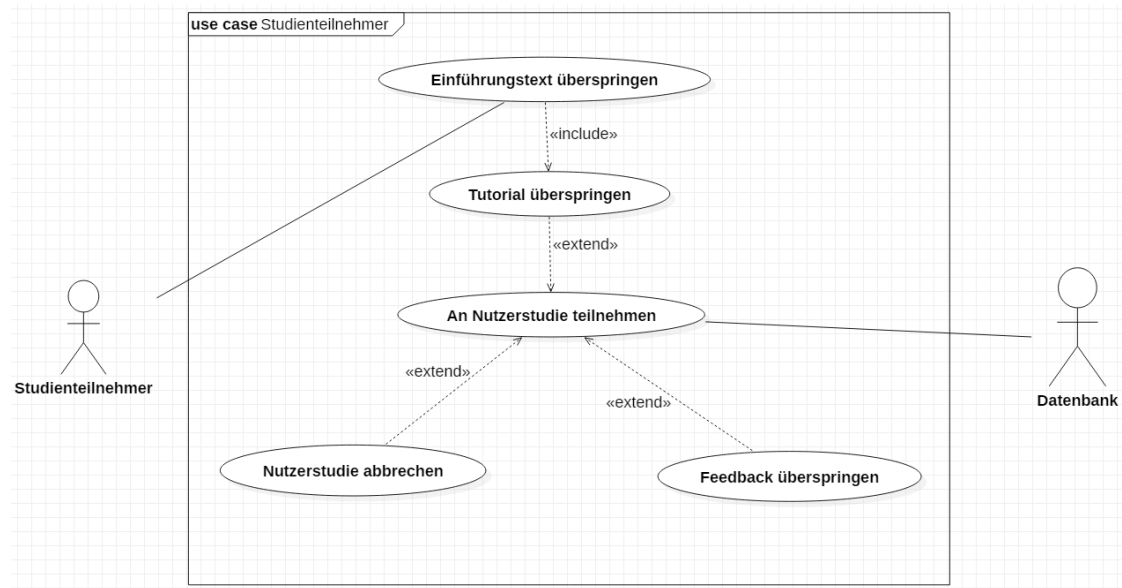 use case Studienteilnehmer
Einführungstext überspringen
«include»
Tutorial überspringen
«extend»
An Nutzerstudie teilnehmen
«extend»
«extend»
Studienteilnehmer
Datenbank
Nutzerstudie abbrechen
Feedback überspringen